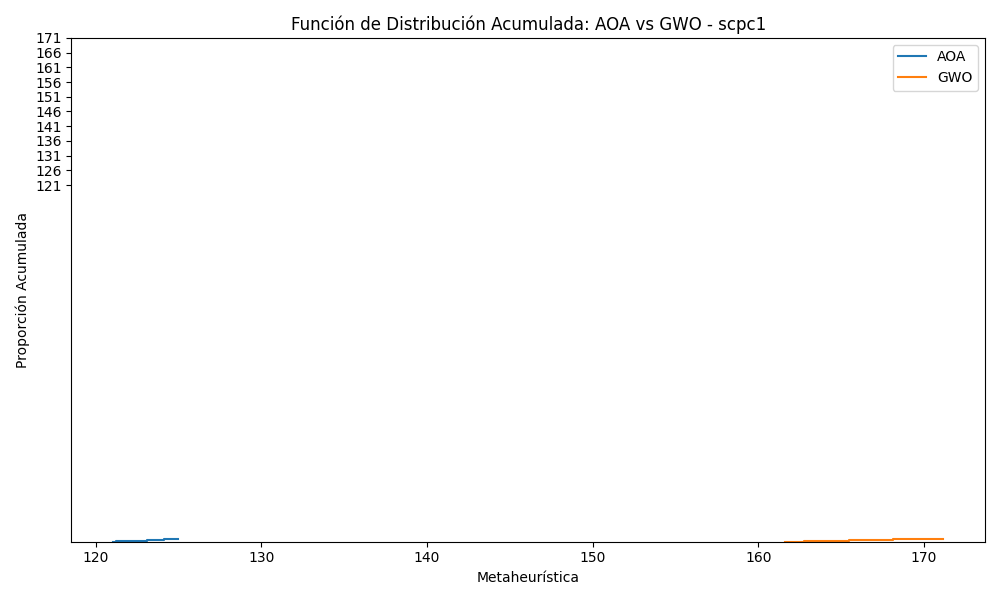 Función de Distribución Acumulada: AOA vs GWO - scpc1
171
166
161
156
151
146
141
136
131
126
121
Proporción Acumulada
AOA
GWO
120 130 140 150 160 170
Metaheurística